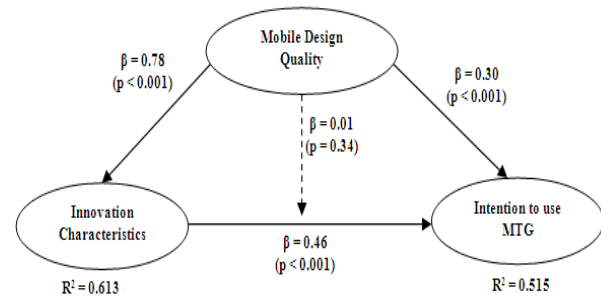 Mobile Design
Quality
β = 0.78
(p < 0.001)
β = 0.30
(p < 0.001)
β = 0.01
(p = 0.34)
Innovation
Characteristics
Intention to use
MTG
β = 0.46
(p < 0.001)
R² = 0.613
R² = 0.515